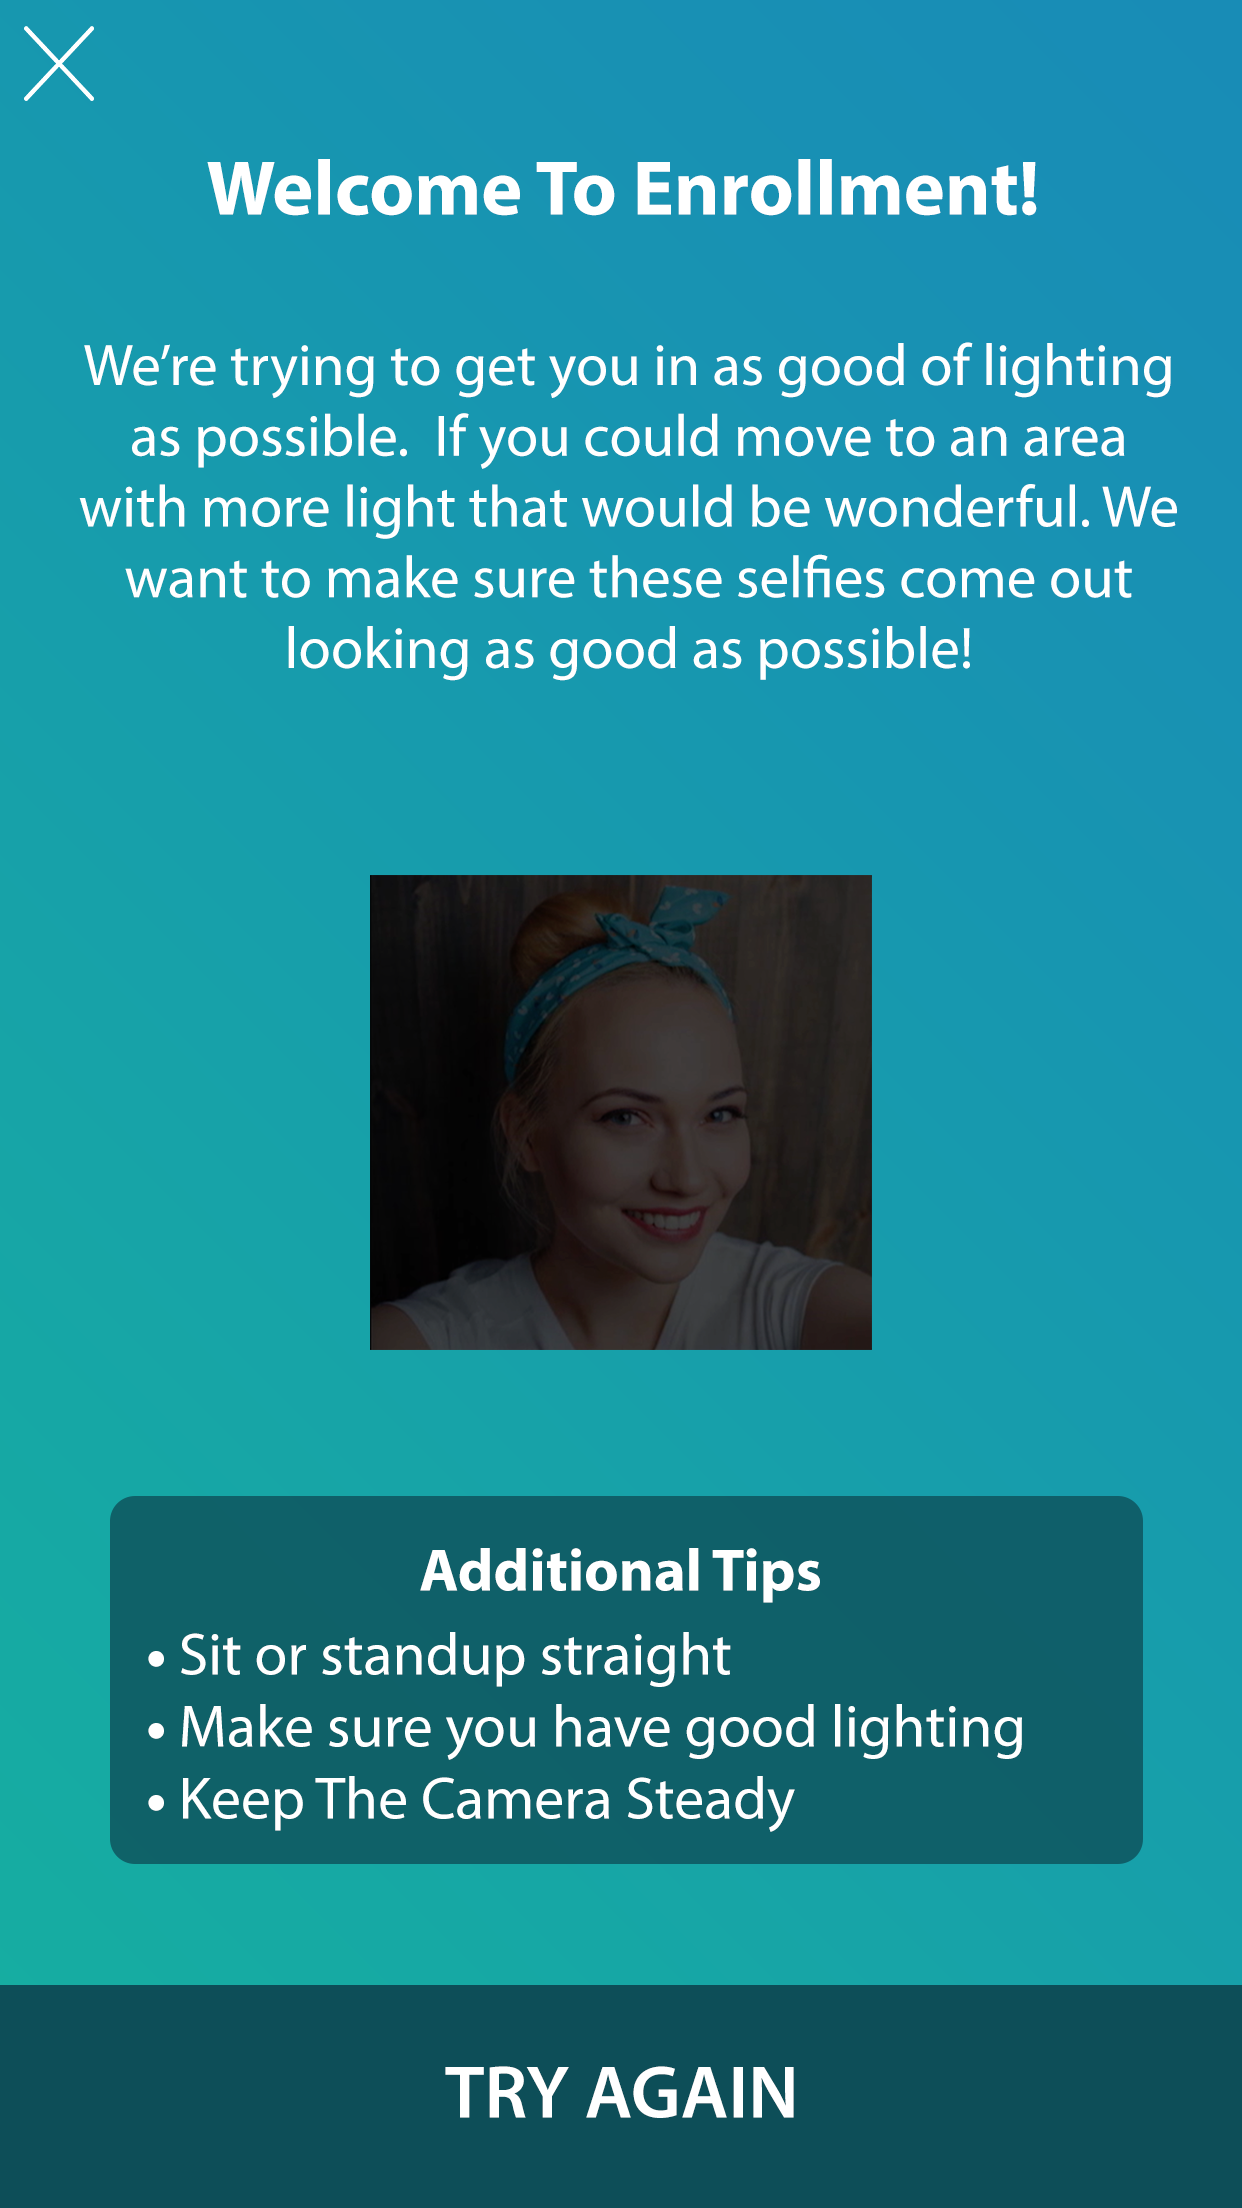 Welcome To Enrollment!
We’re trying to get you in as good of lighting
as possible.  If you could move to an area
with more light that would be wonderful. We
want to make sure these selfies come out
looking as good as possible!
Additional Tips
• Sit or standup straight
• Make sure you have good lighting
• Keep The Camera Steady
TRY AGAIN